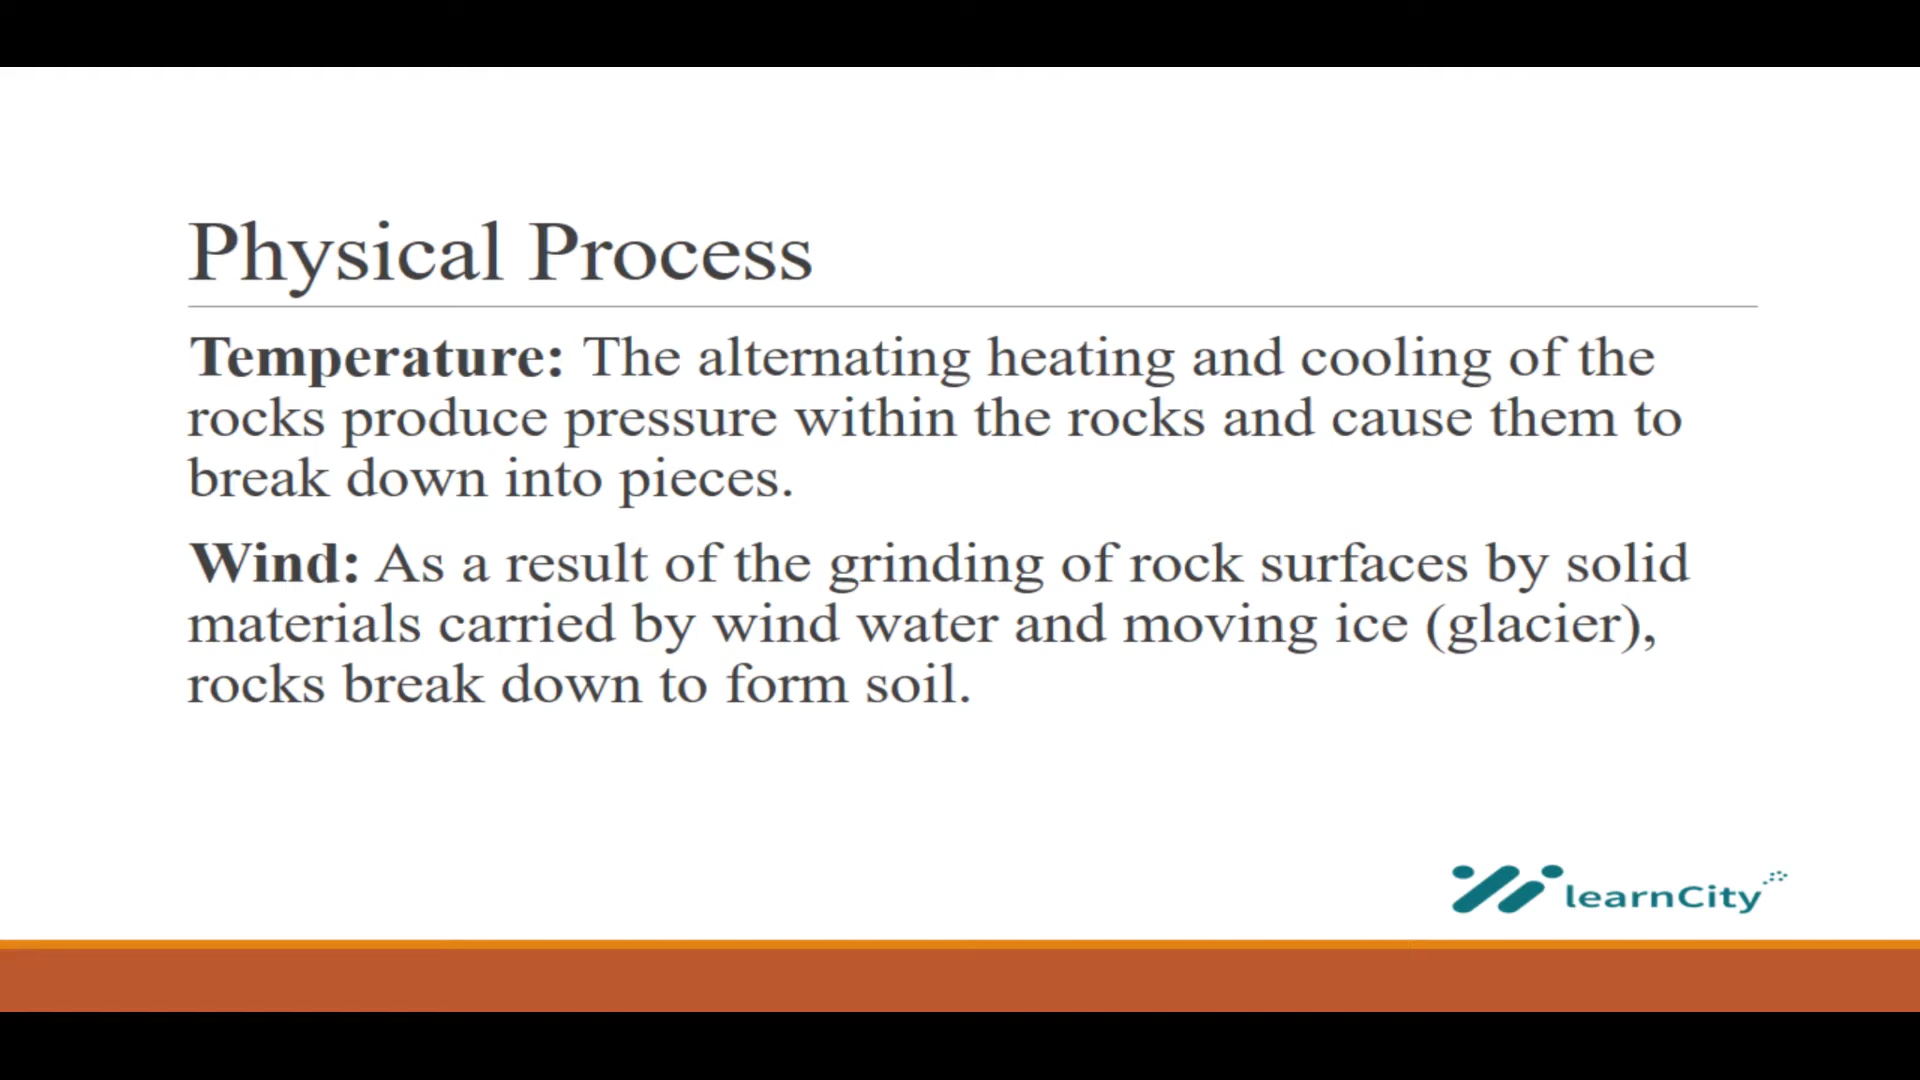 Physical Process
Temperature: The alternating heating and cooling of the
rocks produce pressure within the rocks and cause them to
break down into pieces.
Wind: As a result of the grinding of rock surfaces by solid
materials carried by wind water and moving ice (glacier),
rocks break down to form soil.
learnCity